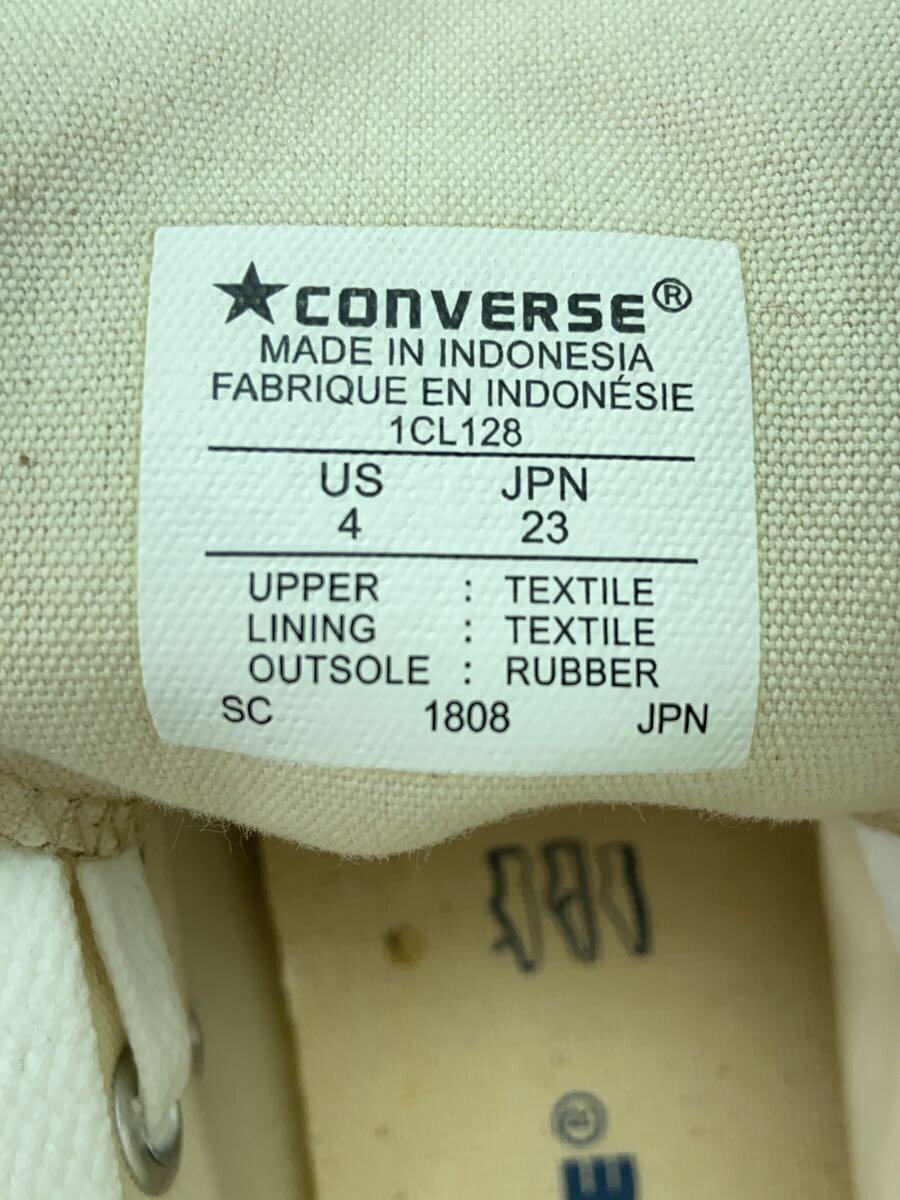 ★CONVERSE®
MADE IN INDONESIA
FABRIQUE EN INDONÉSIE
1CL128
US JPN
4 23
UPPER : TEXTILE
LINING : TEXTILE
OUTSOLE : RUBBER
SC 1808 JPN
E®